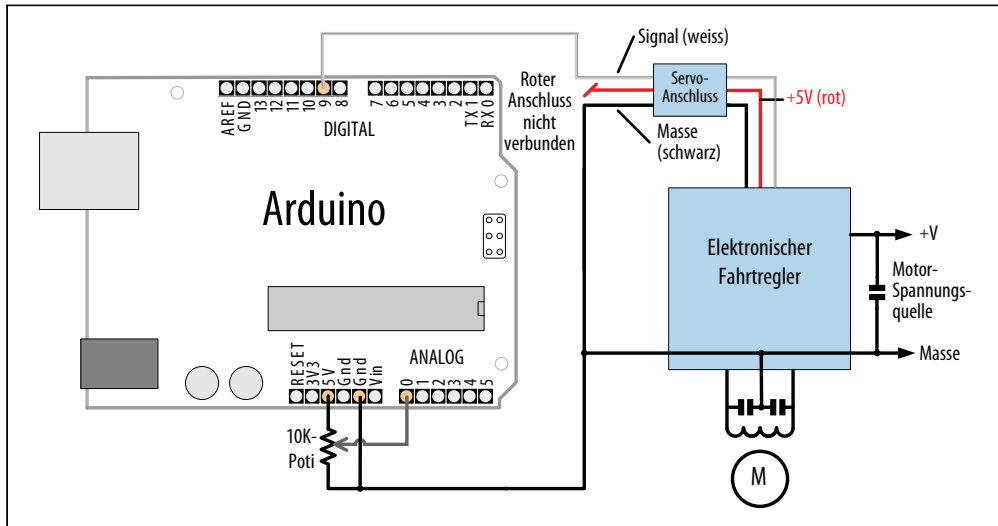 Signal (weiss)
Roter
Anschluss
nicht
verbunden
Servo-
Anschluss
+5V (rot)
Masse
(schwarz)
AREF
GND
13
12
11
10
9
8
7
6
5
4
3
2
TX 1
RX 0
DIGITAL
Arduino
Elektronischer
Fahrtregler
+V
Motor-
Spannungs-
quelle
Masse
ANALOG
RESET
3V3
5V
Gnd
Gnd
Vin
0
1
2
3
4
5
10K-
Poti
M